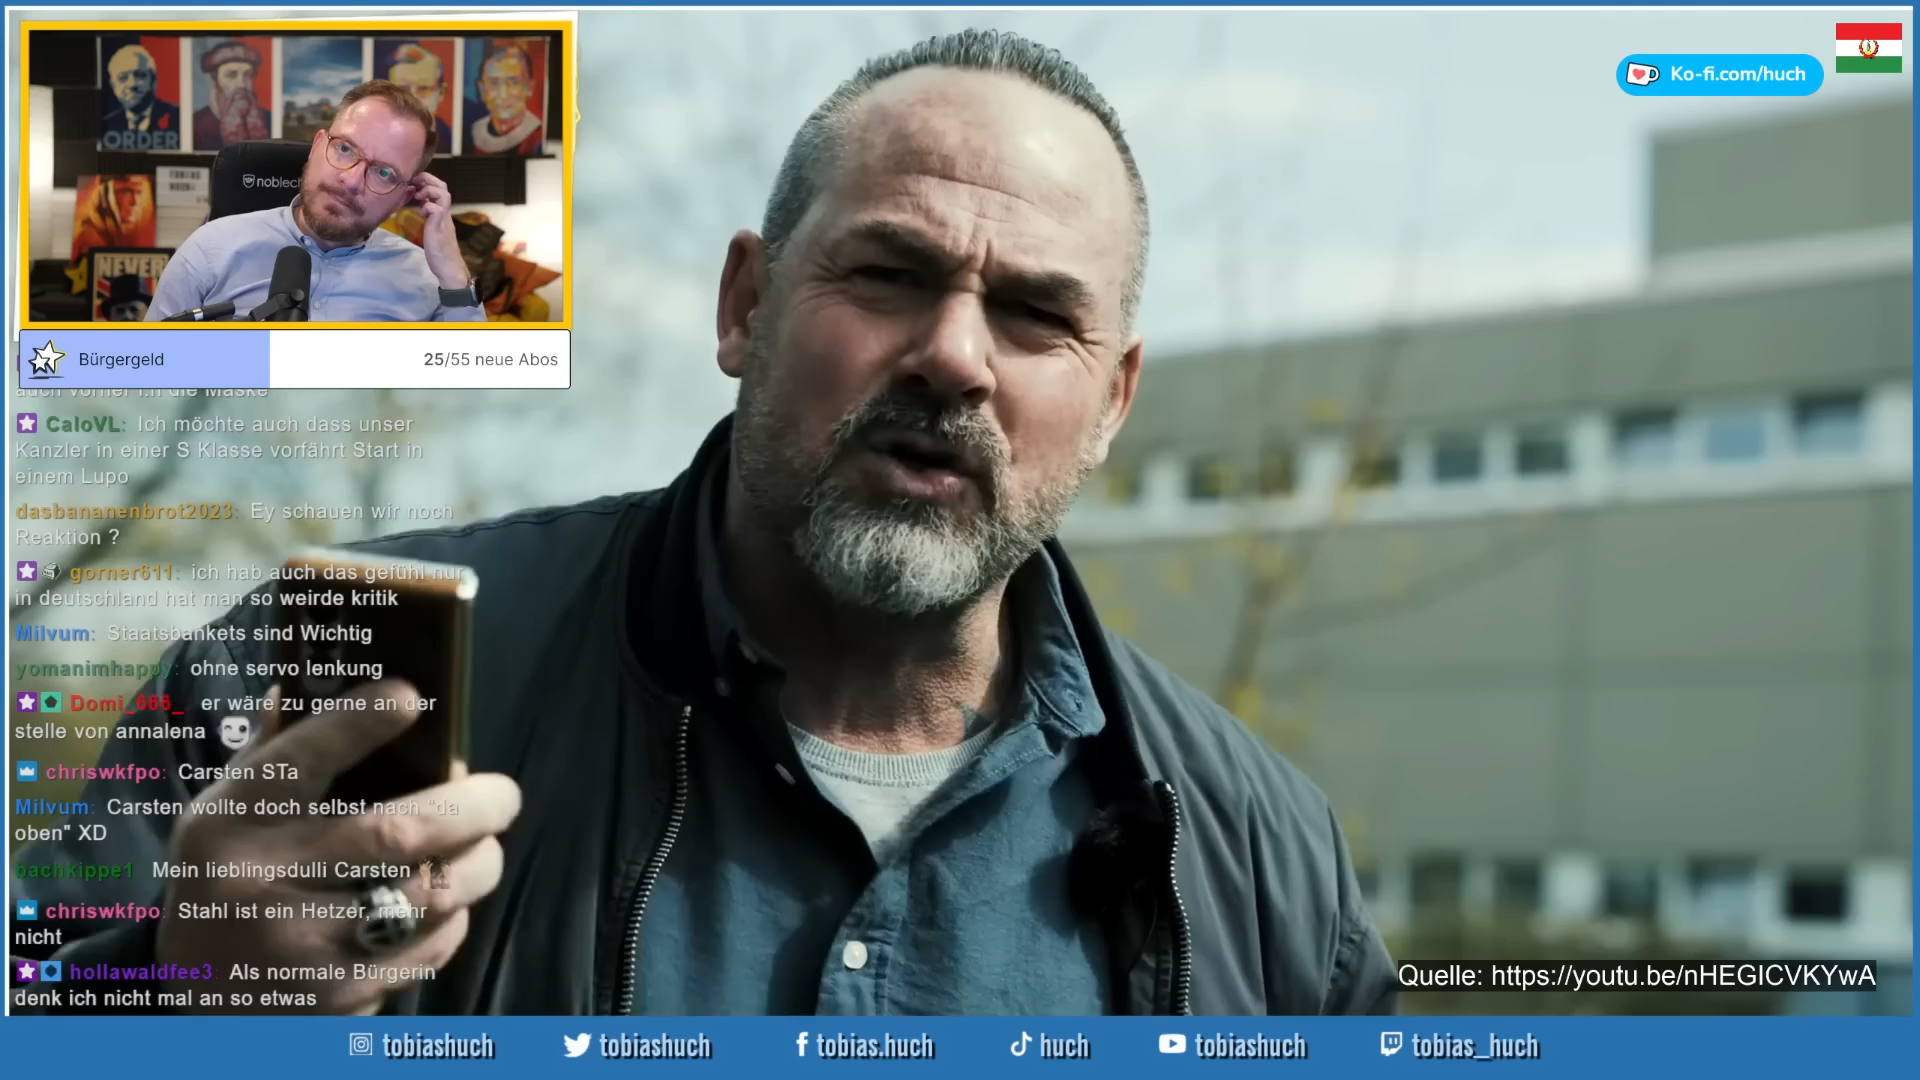 ORDER
noblech
NEVER
Ko-fi.com/huch
Bürgergeld 25/55 neue Abos
auch vorher i.n die Maske
CaloVL: Ich möchte auch dass unser
Kanzler in einer S Klasse vorfährt Start in
einem Lupo
dasbananenbrot2023: Ey schauen wir noch
Reaktion ?
gorner611: ich hab auch das gefühl nur
in deutschland hat man so weirde kritik
Milvum: Staatsbankets sind Wichtig
yomanimhappy: ohne servo lenkung
Domi_666_: er wäre zu gerne an der
stelle von annalena
chriswkfpo: Carsten STa
Milvum: Carsten wollte doch selbst nach "da
oben" XD
bachkippe1 Mein lieblingsdulli Carsten
chriswkfpo: Stahl ist ein Hetzer, mehr
nicht
hollawaldfee3: Als normale Bürgerin
denk ich nicht mal an so etwas
Quelle: https://youtu.be/nHEGICVKYwA
tobiashuch tobiashuch tobias.huch huch tobiashuch tobias_huch